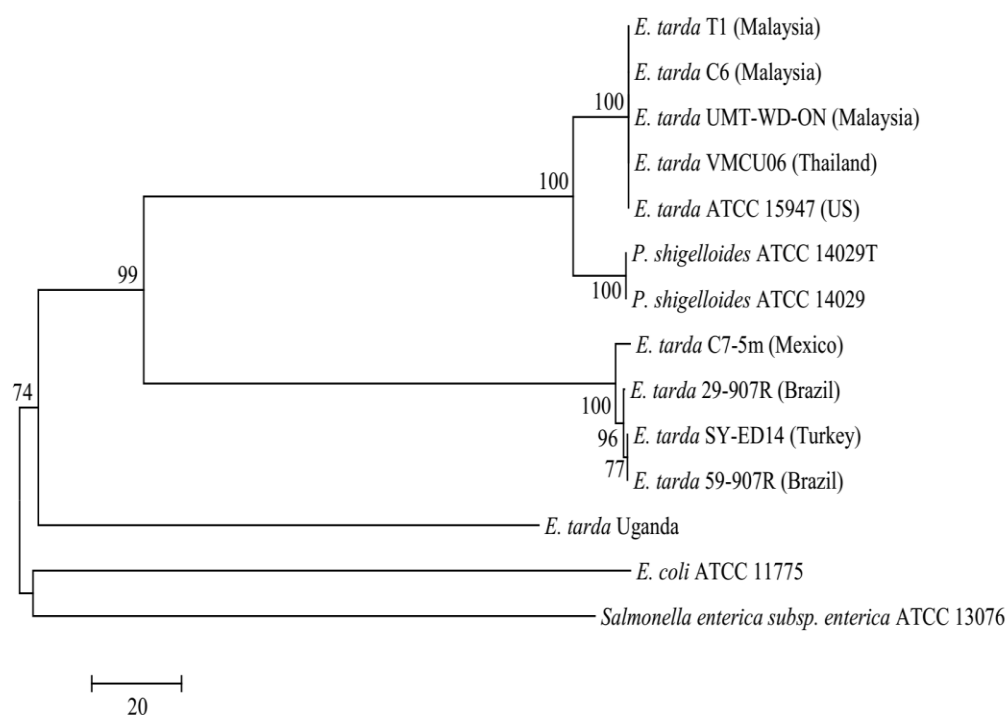 E. tarda T1 (Malaysia)
E. tarda C6 (Malaysia)
100
E. tarda UMT-WD-ON (Malaysia)
E. tarda VMCU06 (Thailand)
100
E. tarda ATCC 15947 (US)
P. shigelloides ATCC 14029T
99
100
P. shigelloides ATCC 14029
E. tarda C7-5m (Mexico)
74
E. tarda 29-907R (Brazil)
100
E. tarda SY-ED14 (Turkey)
96
77
E. tarda 59-907R (Brazil)
E. tarda Uganda
E. coli ATCC 11775
Salmonella enterica subsp. enterica ATCC 13076
20